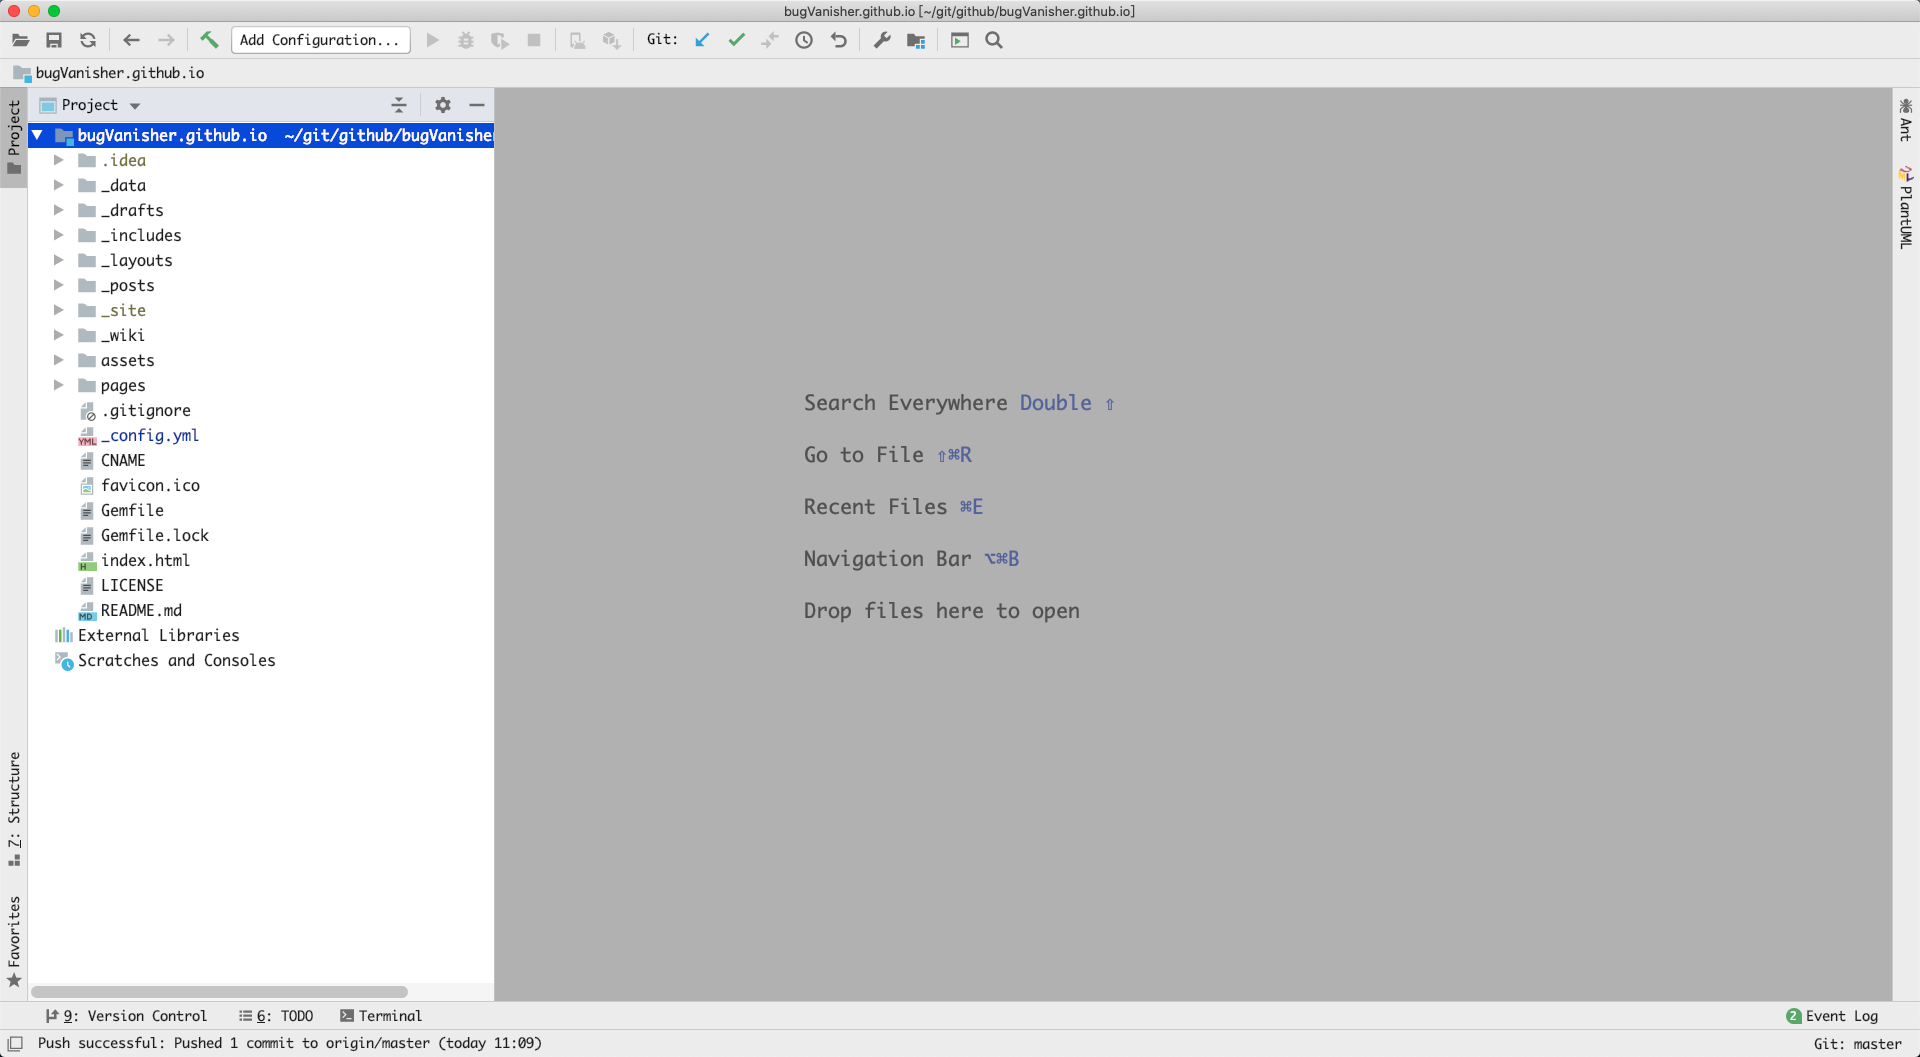 bugVanisher.github.io [~/git/github/bugVanisher.github.io]
Add Configuration...
Git:
bugVanisher.github.io
Project
Project
bugVanisher.github.io ~/git/github/bugVanisher
.idea
_data
_drafts
_includes
_layouts
_posts
_site
_wiki
assets
pages
.gitignore
YML _config.yml
CNAME
favicon.ico
Gemfile
Gemfile.lock
H index.html
LICENSE
MD README.md
External Libraries
Scratches and Consoles
Search Everywhere Double ⇧
Go to File ⇧⌘R
Recent Files ⌘E
Navigation Bar ⌥⌘B
Drop files here to open
Ant
PlantUML
7: Structure
Favorites
9: Version Control
6: TODO
Terminal
2 Event Log
Push successful: Pushed 1 commit to origin/master (today 11:09)
Git: master